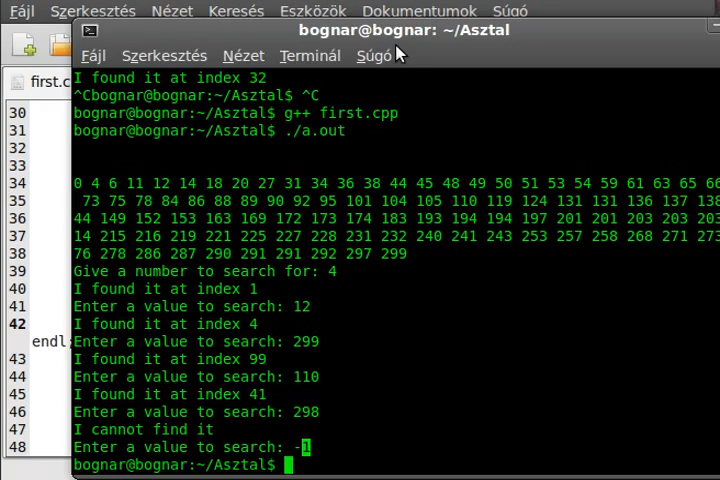 Fájl Szerkesztés Nézet Keresés Eszközök Dokumentumok Súgó
bognar@bognar: ~/Asztal
Fájl Szerkesztés Nézet Terminál Súgó
first.c
30
31
32
33
34
35
36
37
38
39
40
41
42
endl;
43
44
45
46
47
48
I found it at index 32
^Cbognar@bognar:~/Asztal$ ^C
bognar@bognar:~/Asztal$ g++ first.cpp
bognar@bognar:~/Asztal$ ./a.out
0 4 6 11 12 14 18 20 27 31 34 36 38 44 45 48 49 50 51 53 54 59 61 63 65 66
73 75 78 84 86 88 89 90 92 95 101 104 105 110 119 124 131 131 136 137 138
44 149 152 153 163 169 172 173 174 183 193 194 194 197 201 201 203 203 203
14 215 216 219 221 225 227 228 231 232 240 241 243 253 257 258 268 271 273
76 278 286 287 290 291 291 292 297 299
Give a number to search for: 4
I found it at index 1
Enter a value to search: 12
I found it at index 4
Enter a value to search: 299
I found it at index 99
Enter a value to search: 110
I found it at index 41
Enter a value to search: 298
I cannot find it
Enter a value to search: -1
bognar@bognar:~/Asztal$